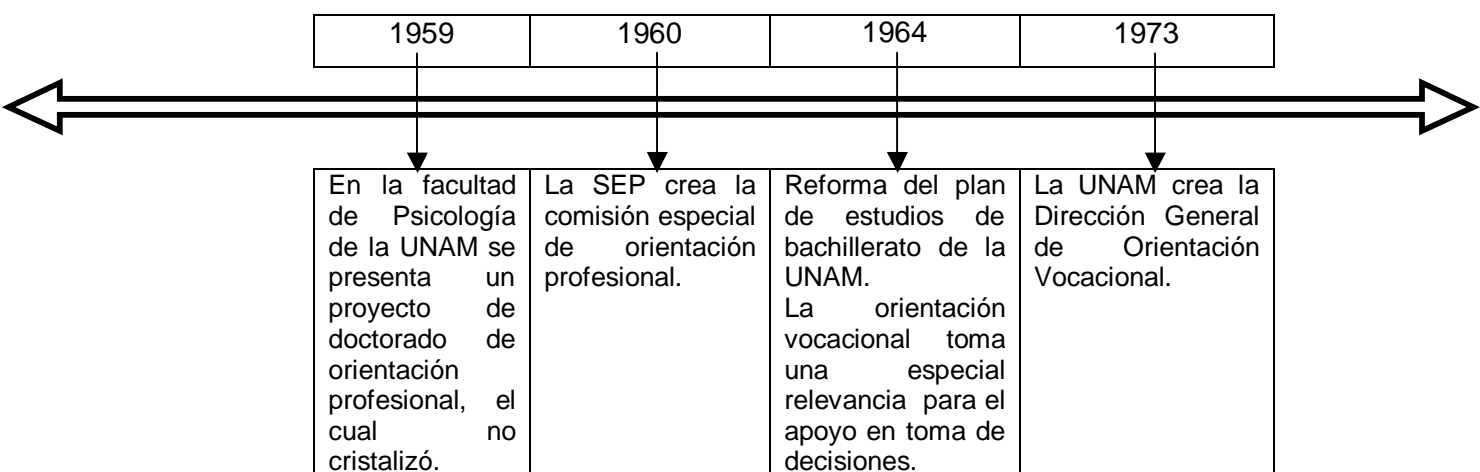 1959 1960 1964 1973
En la facultad
de Psicología
de la UNAM se
presenta un
proyecto de
doctorado de
orientación
profesional, el
cual no
cristalizó.
La SEP crea la
comisión especial
de orientación
profesional.
Reforma del plan
de estudios de
bachillerato de la
UNAM.
La orientación
vocacional toma
una especial
relevancia para el
apoyo en toma de
decisiones.
La UNAM crea la
Dirección General
de Orientación
Vocacional.